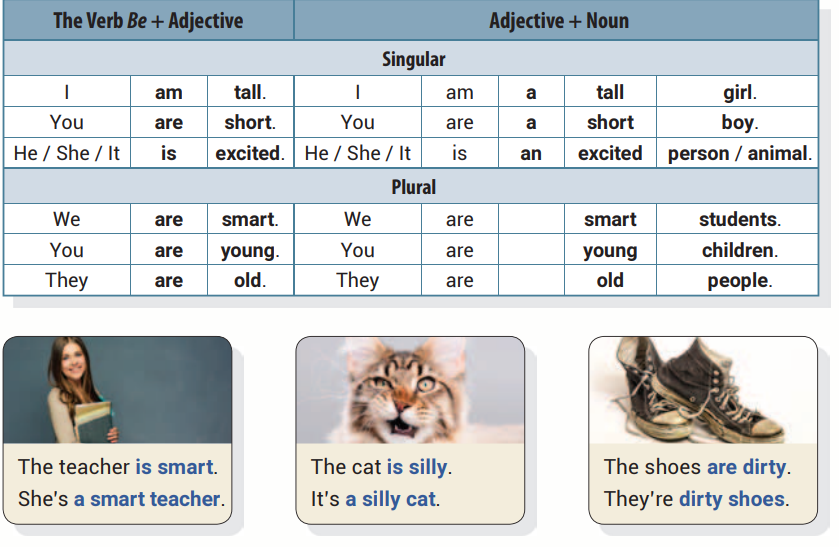 The Verb Be + Adjective Adjective + Noun
Singular
I am tall. I am a tall girl.
You are short. You are a short boy.
He / She / It is excited. He / She / It is an excited person / animal.
Plural
We are smart. We are smart students.
You are young. You are young children.
They are old. They are old people.
The teacher is smart.
She's a smart teacher.
The cat is silly.
It's a silly cat.
The shoes are dirty.
They're dirty shoes.